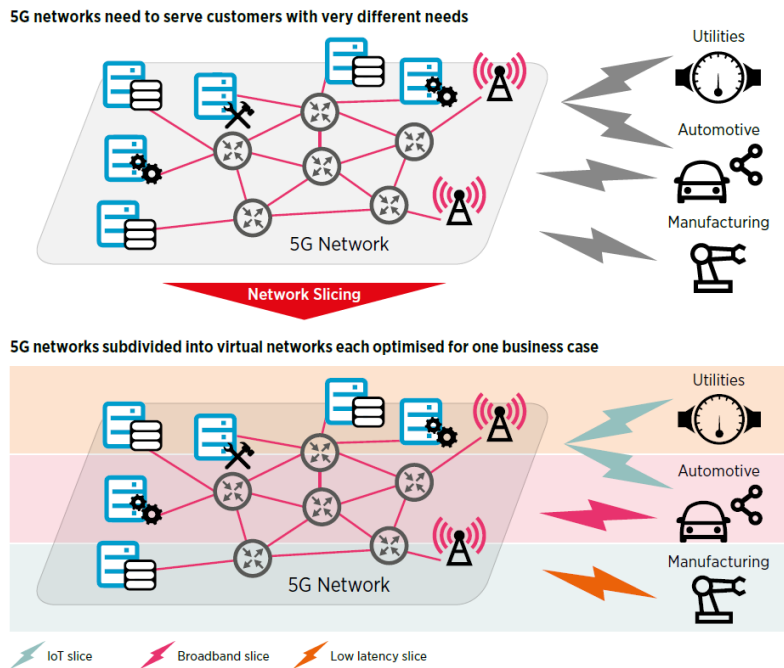 5G networks need to serve customers with very different needs
Utilities
Automotive
Manufacturing
5G Network
Network Slicing
5G networks subdivided into virtual networks each optimised for one business case
Utilities
Automotive
Manufacturing
5G Network
IoT slice
Broadband slice
Low latency slice